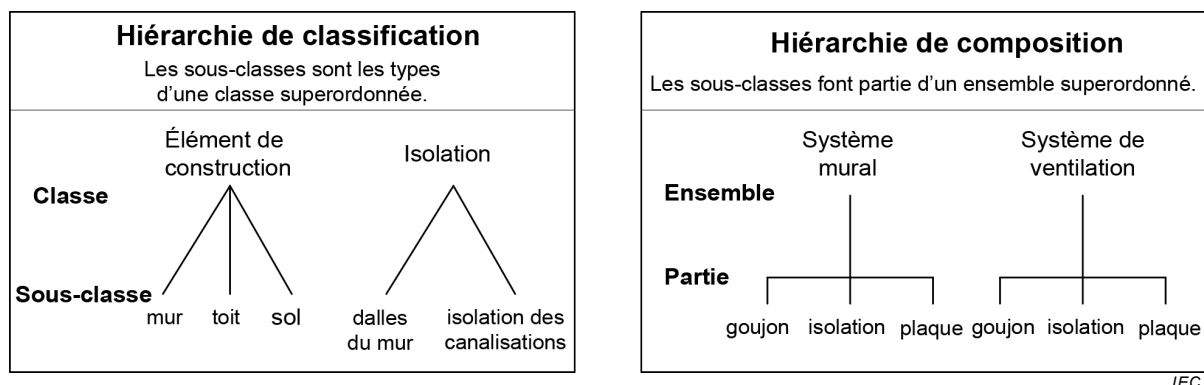 Hiérarchie de classification
Les sous-classes sont les types
d'une classe superordonnée.
Élément de
construction
Isolation
Classe
Sous-classe
mur toit sol
dalles
du mur
isolation des
canalisations
Hiérarchie de composition
Les sous-classes font partie d'un ensemble superordonné.
Système
mural
Système de
ventilation
Ensemble
Partie
goujon isolation plaque goujon isolation plaque
IEC